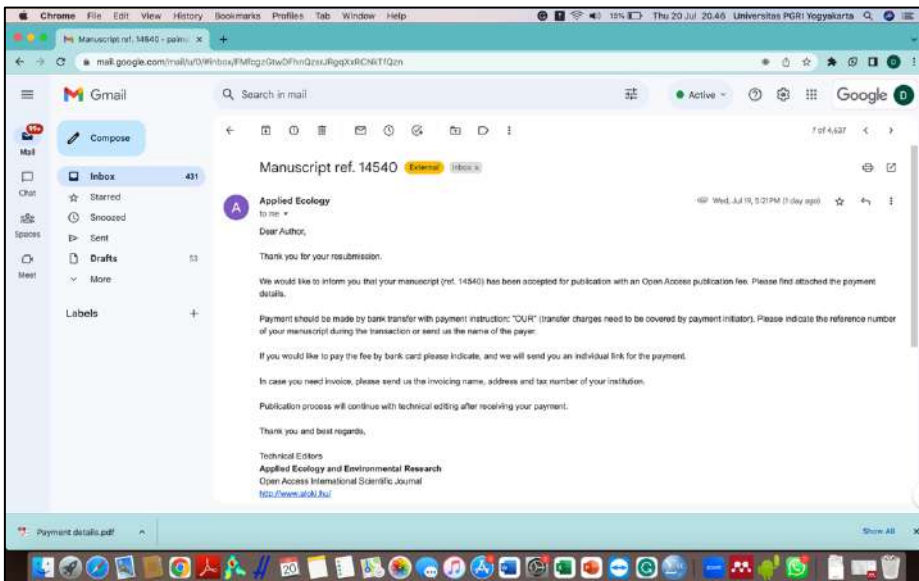 Chrome File Edit View History Bookmarks Profiles Tab Window Help
15% Thu 20 Jul 20.46 Universitas PGRI Yogyakarta
Manuscript ref. 14540 -
Gmail
Search in mail
Active
Google
D
99+
Mail
Chat
Spaces
Meet
Compose
Inbox 431
Starred
Snoozed
Sent
Drafts 53
More
Labels
7 of 4,637
Manuscript ref. 14540 External Inbox x
A
Applied Ecology
to me
Wed, Jul 19, 5:21 PM (1 day ago)
Dear Author,
Thank you for your resubmission.
We would like to inform you that your manuscript (ref. 14540) has been accepted for publication with an Open Access publication fee. Please find attached the payment
details.
Payment should be made by bank transfer with payment instruction: "OUR" (transfer charges need to be covered by payment initiator). Please indicate the reference number
of your manuscript during the transaction or send us the name of the payer.
If you would like to pay the fee by bank card please indicate, and we will send you an individual link for the payment.
In case you need invoice, please send us the invoicing name, address and tax number of your institution.
Publication process will continue with technical editing after receiving your payment.
Thank you and best regards,
Technical Editors
Applied Ecology and Environmental Research
Open Access International Scientific Journal
http://www.aloki.hu/
Payment details.pdf
Show All
20